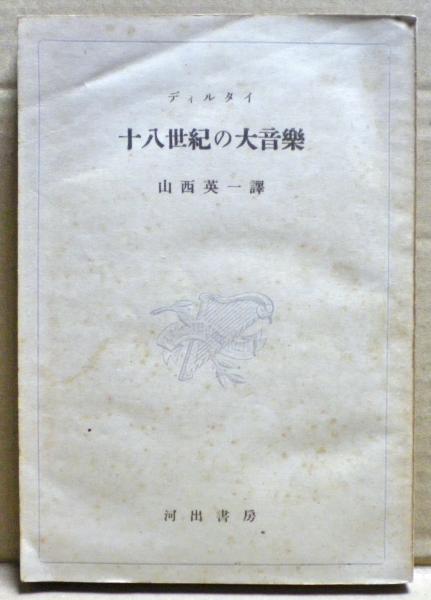 ディルタイ
十八世紀の大音樂
山西英一譯
河出書房